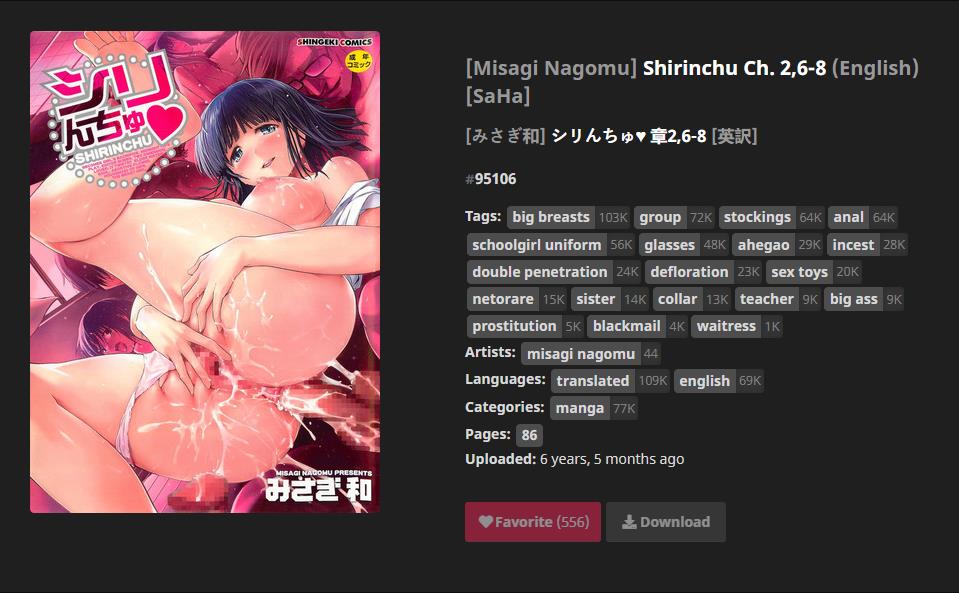 SHINGEKI COMICS
成年
コミック
シリ
んちゅ♥
SHIRINCHU
MISAGI NAGOMU PRESENTS
みさぎ和
[Misagi Nagomu] Shirinchu Ch. 2,6-8 (English)
[SaHa]
[みさぎ和] シリんちゅ♥ 章2,6-8 [英訳]
#95106
Tags: big breasts 103K group 72K stockings 64K anal 64K
schoolgirl uniform 56K glasses 48K ahegao 29K incest 28K
double penetration 24K defloration 23K sex toys 20K
netorare 15K sister 14K collar 13K teacher 9K big ass 9K
prostitution 5K blackmail 4K waitress 1K
Artists: misagi nagomu 44
Languages: translated 109K english 69K
Categories: manga 77K
Pages: 86
Uploaded: 6 years, 5 months ago
Favorite (556) Download